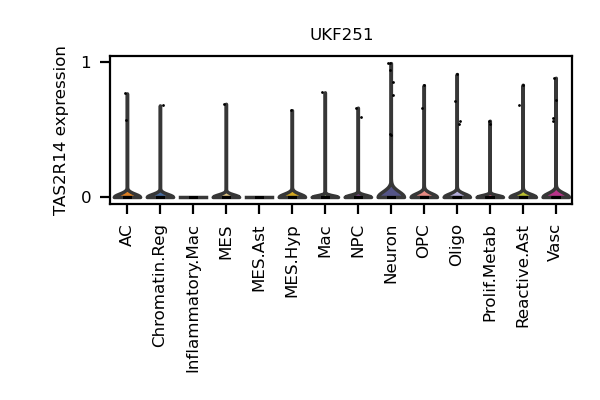 UKF251
TAS2R14 expression
1
0
AC
Chromatin.Reg
Inflammatory.Mac
MES
MES.Ast
MES.Hyp
Mac
NPC
Neuron
OPC
Oligo
Prolif.Metab
Reactive.Ast
Vasc